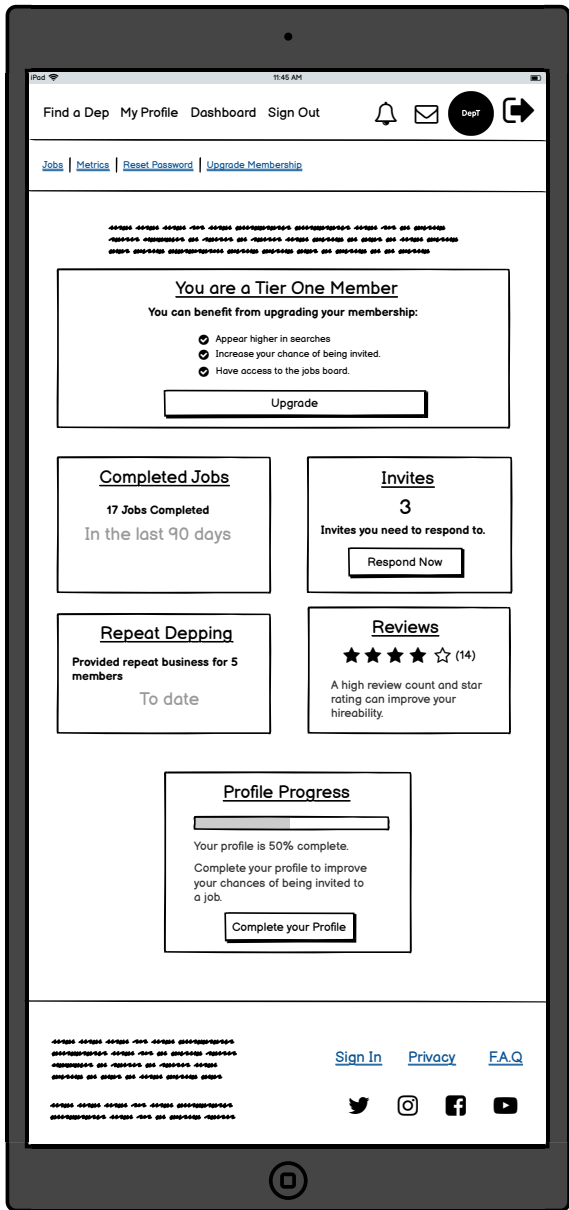 iPad 11:45 AM
Find a Dep My Profile Dashboard Sign Out DepT
Jobs | Metrics | Reset Password | Upgrade Membership
You are a Tier One Member
You can benefit from upgrading your membership:
Appear higher in searches
Increase your chance of being invited.
Have access to the jobs board.
Upgrade
Completed Jobs
17 Jobs Completed
In the last 90 days
Invites
3
Invites you need to respond to.
Respond Now
Repeat Depping
Provided repeat business for 5
members
To date
Reviews
(14)
A high review count and star
rating can improve your
hireability.
Profile Progress
Your profile is 50% complete.
Complete your profile to improve
your chances of being invited to
a job.
Complete your Profile
Sign In Privacy F.A.Q